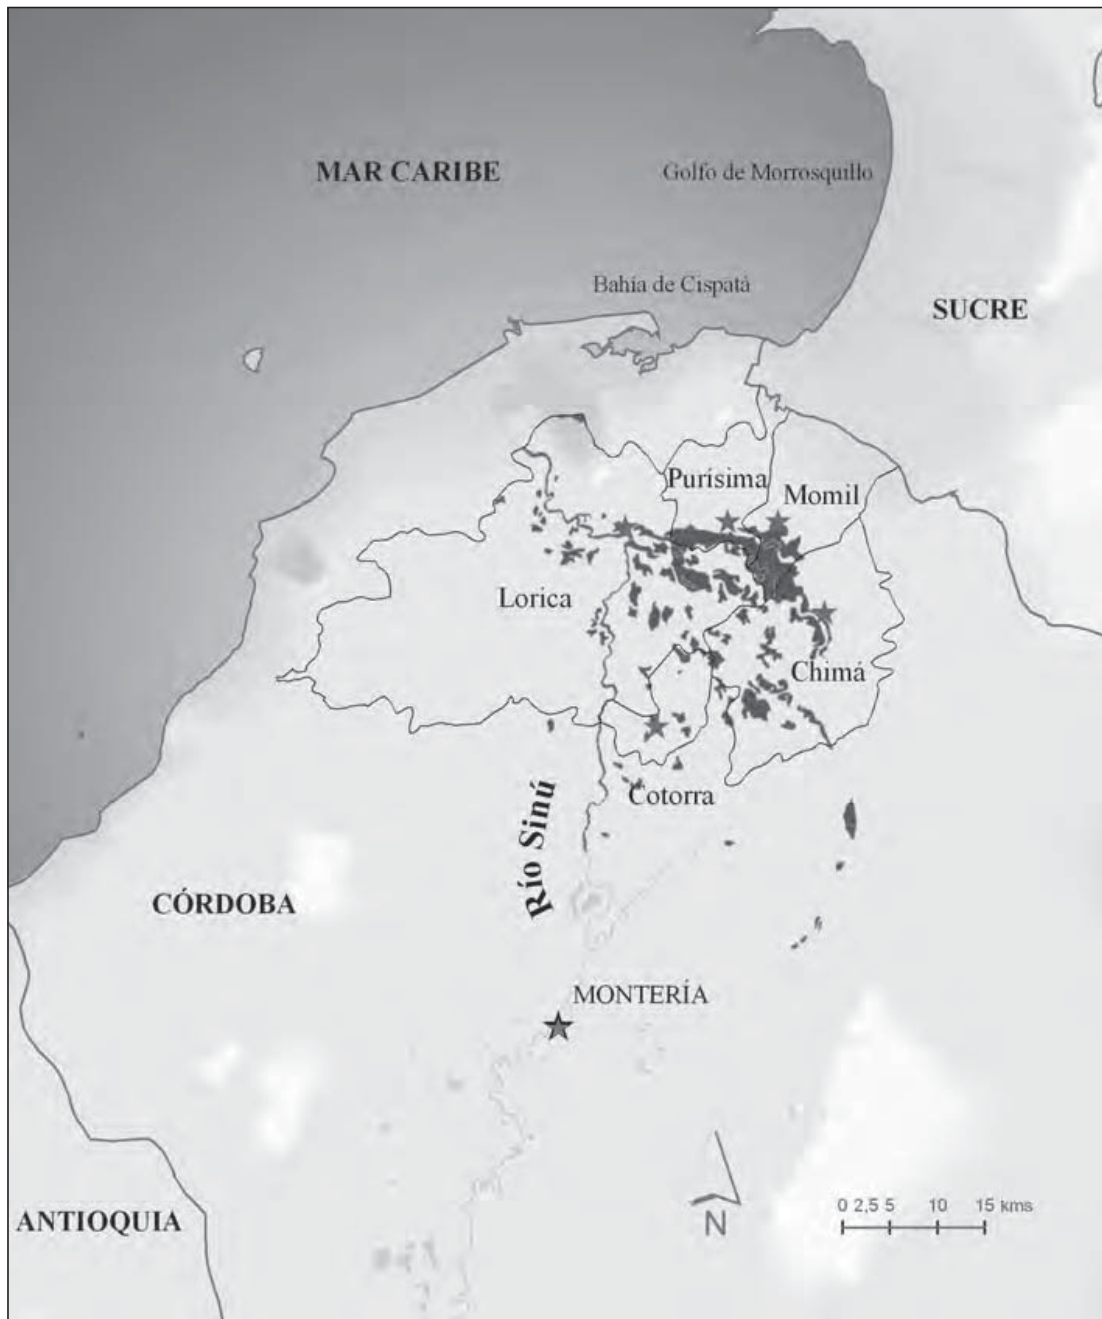 MAR CARIBE
Golfo de Morrosquillo
Bahía de Cispatá
SUCRE
Purísima
Momil
Lorica
Chimá
Cotorra
Río Sinú
CÓRDOBA
MONTERÍA
ANTIOQUIA
N
0 2,5 5 10 15 kms